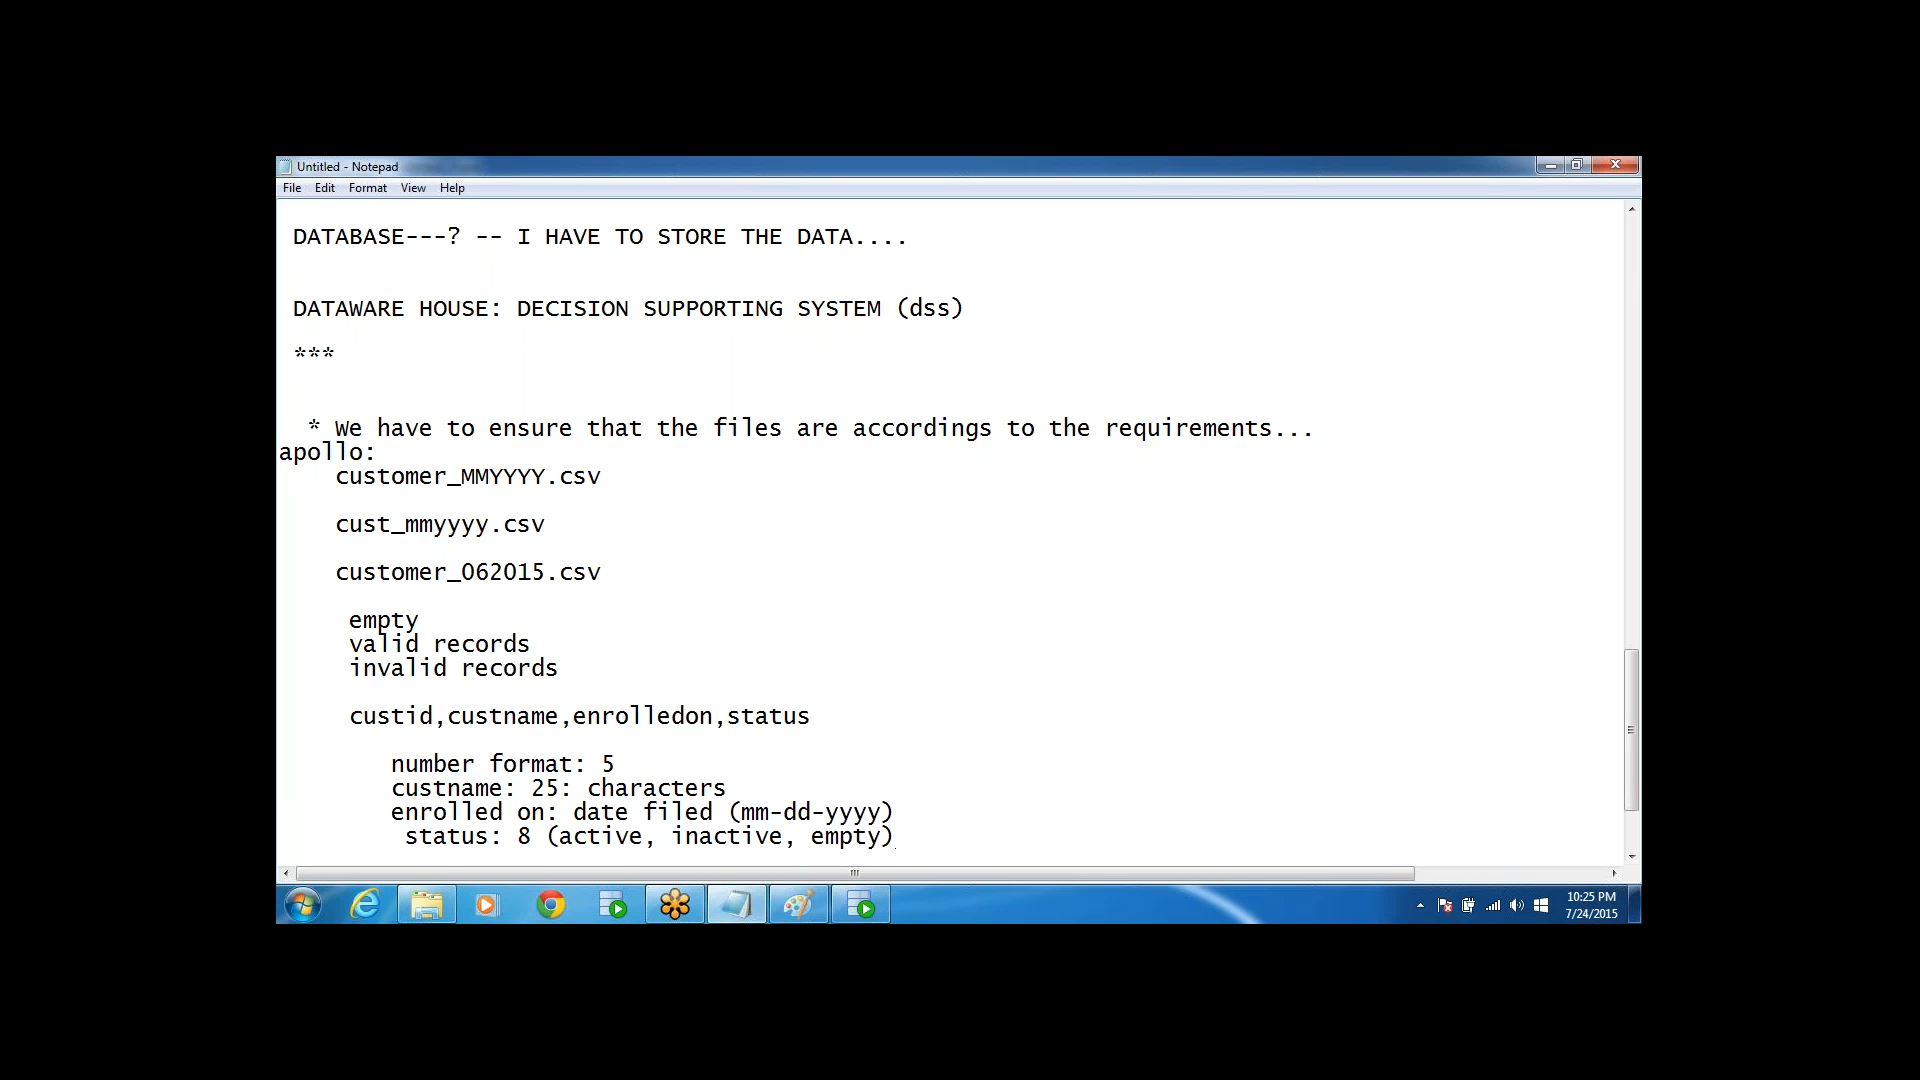 Untitled - Notepad
File Edit Format View Help
DATABASE---? -- I HAVE TO STORE THE DATA....
DATAWARE HOUSE: DECISION SUPPORTING SYSTEM (dss)
***
* We have to ensure that the files are accordings to the requirements...
apollo:
customer_MMYYYY.csv
cust_mmyyyy.csv
customer_062015.csv
empty
valid records
invalid records
custid,custname,enrolledon,status
number format: 5
custname: 25: characters
enrolled on: date filed (mm-dd-yyyy)
status: 8 (active, inactive, empty)
10:25 PM
7/24/2015